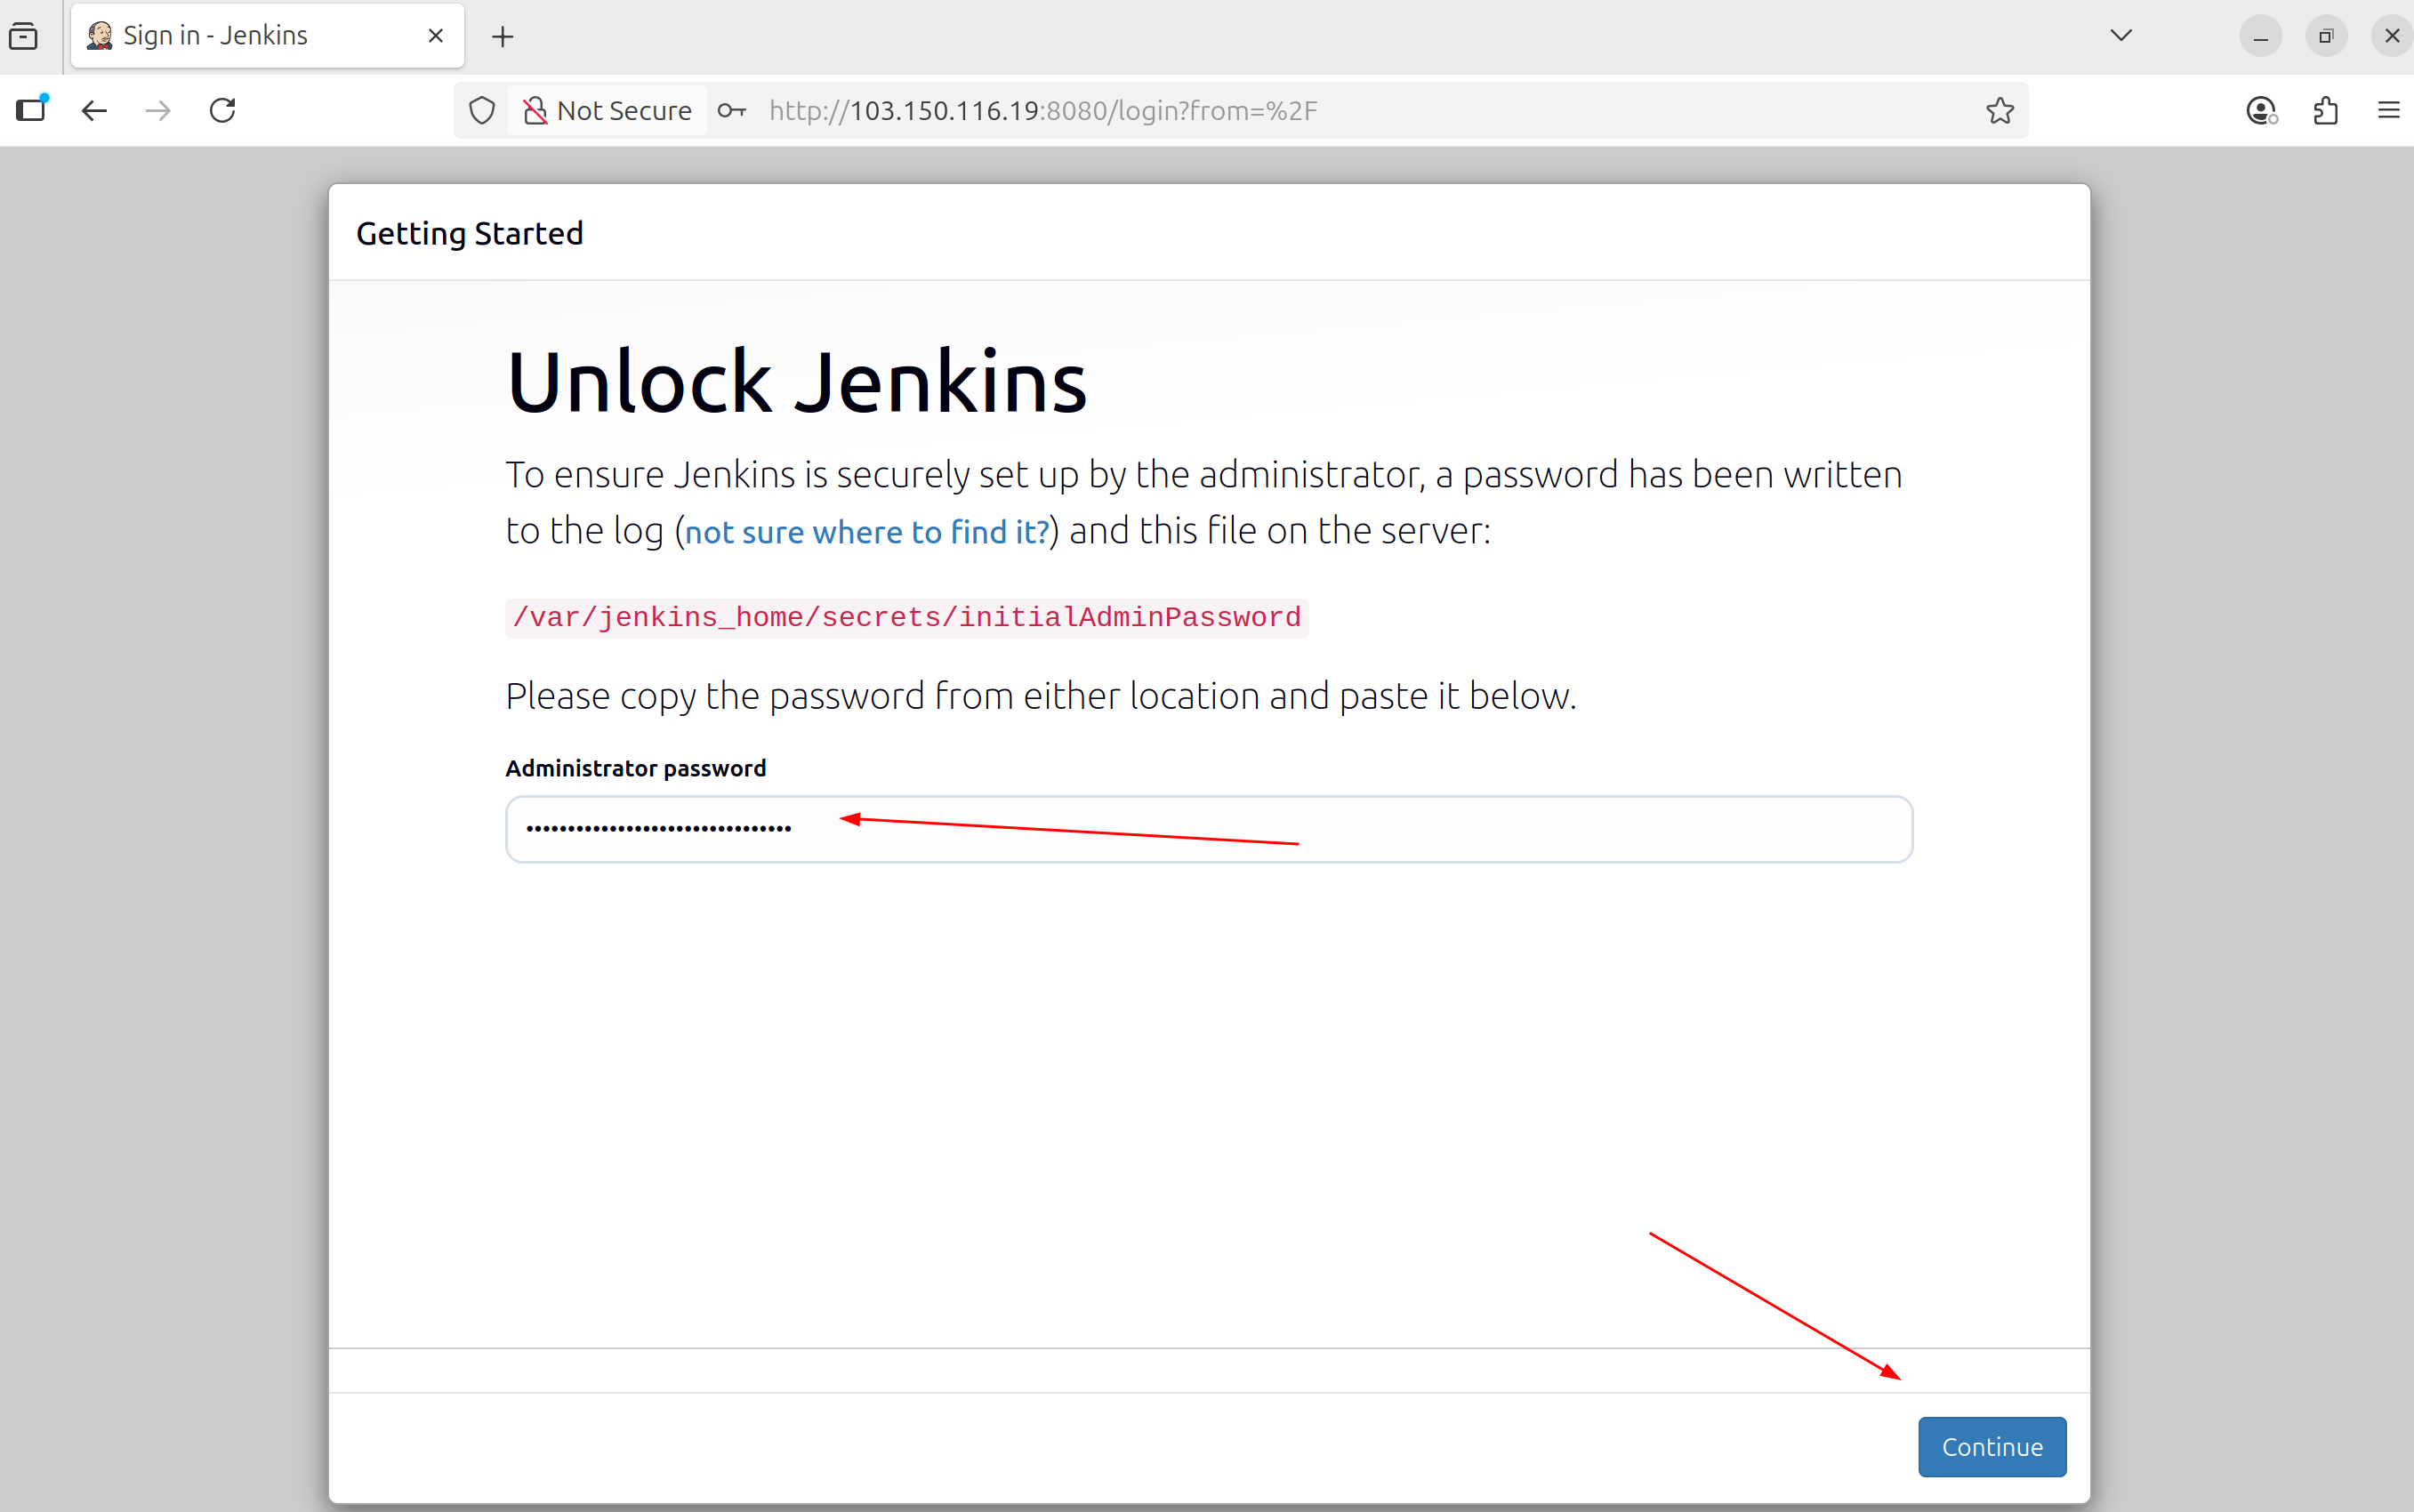 Sign in - Jenkins
Not Secure
http://103.150.116.19:8080/login?from=%2F
Getting Started
Unlock Jenkins
To ensure Jenkins is securely set up by the administrator, a password has been written
to the log (not sure where to find it?) and this file on the server:
/var/jenkins_home/secrets/initialAdminPassword
Please copy the password from either location and paste it below.
Administrator password
••••••••••••••••••••••••••••••••
Continue